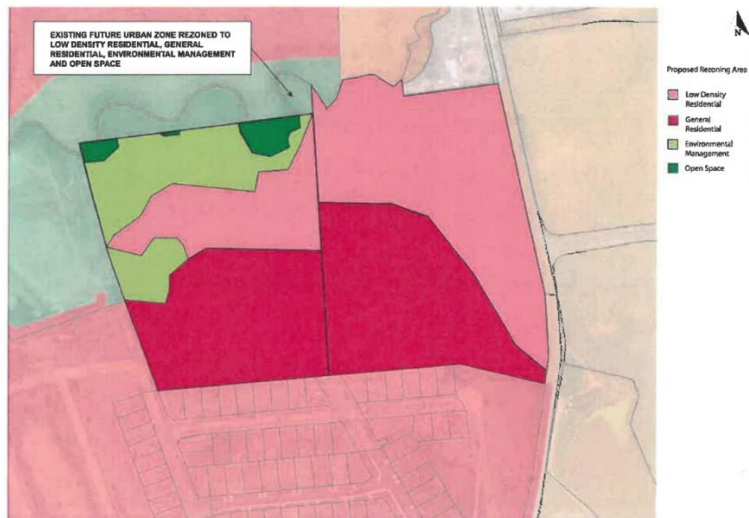 EXISTING FUTURE URBAN ZONE REZONED TO
LOW DENSITY RESIDENTIAL, GENERAL
RESIDENTIAL, ENVIRONMENTAL MANAGEMENT
AND OPEN SPACE
N
Proposed Rezoning Area
Low Density
Residential
General
Residential
Environmental
Management
Open Space